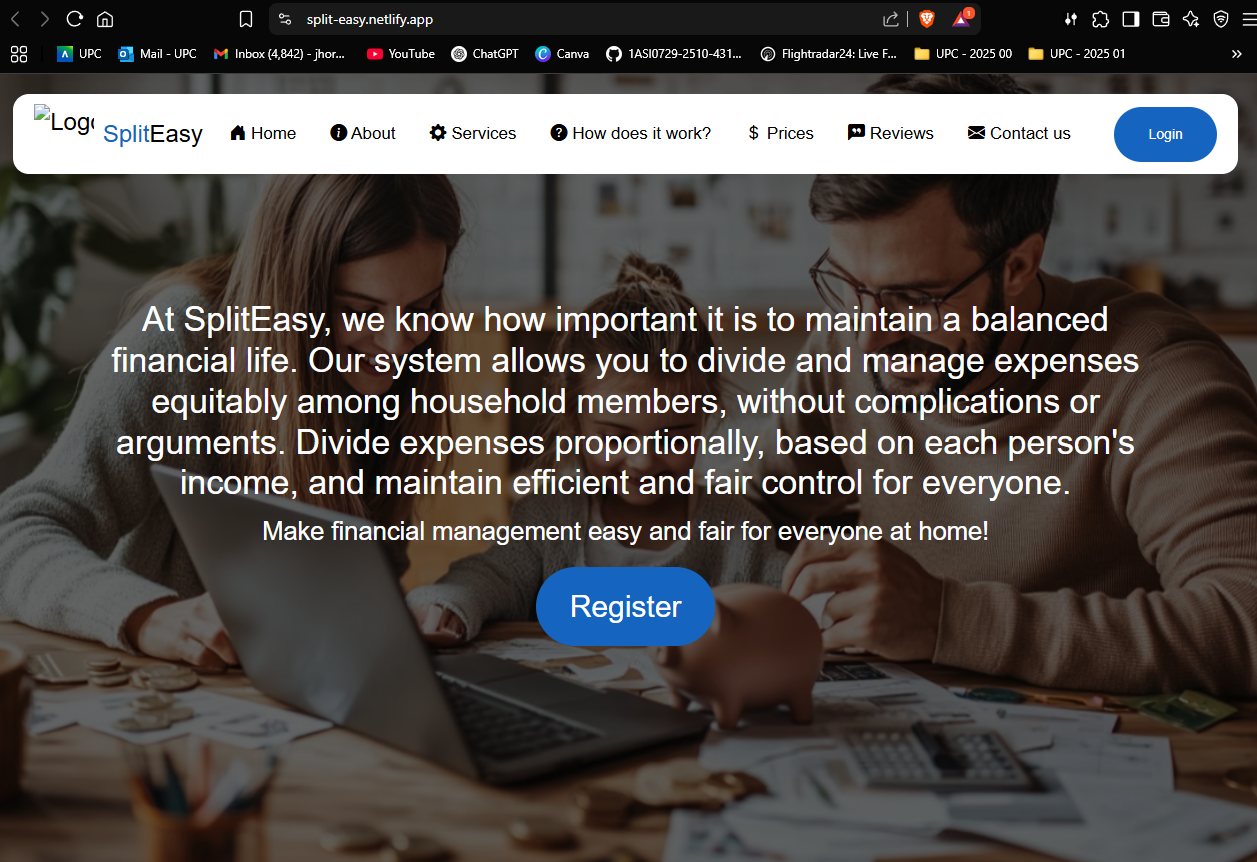 split-easy.netlify.app
1
UPC
Mail - UPC
Inbox (4,842) - jhor...
YouTube
ChatGPT
Canva
1ASI0729-2510-431...
Flightradar24: Live F...
UPC - 2025 00
UPC - 2025 01
»
Logo
SplitEasy
Home
About
Services
How does it work?
$ Prices
Reviews
Contact us
Login
At SplitEasy, we know how important it is to maintain a balanced
financial life. Our system allows you to divide and manage expenses
equitably among household members, without complications or
arguments. Divide expenses proportionally, based on each person's
income, and maintain efficient and fair control for everyone.
Make financial management easy and fair for everyone at home!
Register